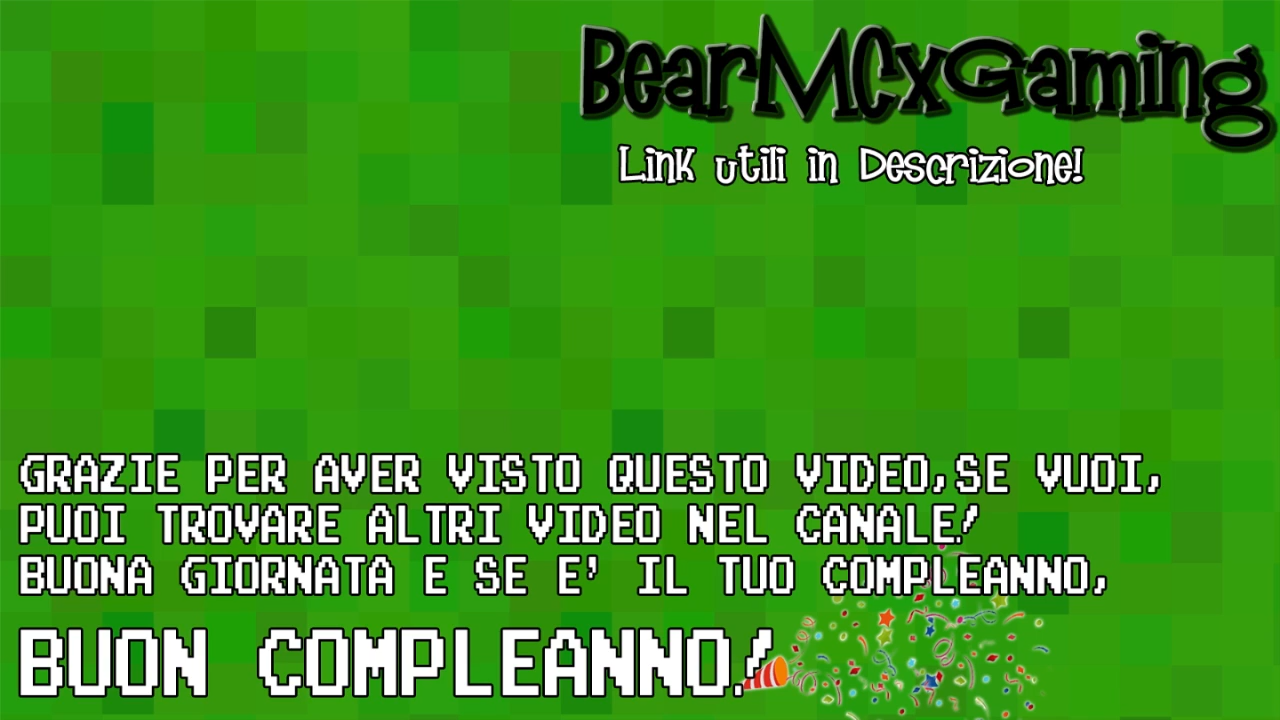 BearMCxGaming
Link utili in Descrizione!
GRAZIE PER AVER VISTO QUESTO VIDEO,SE VUOI,
PUOI TROVARE ALTRI VIDEO NEL CANALE!
BUONA GIORNATA E SE E' IL TUO COMPLEANNO,
BUON COMPLEANNO!